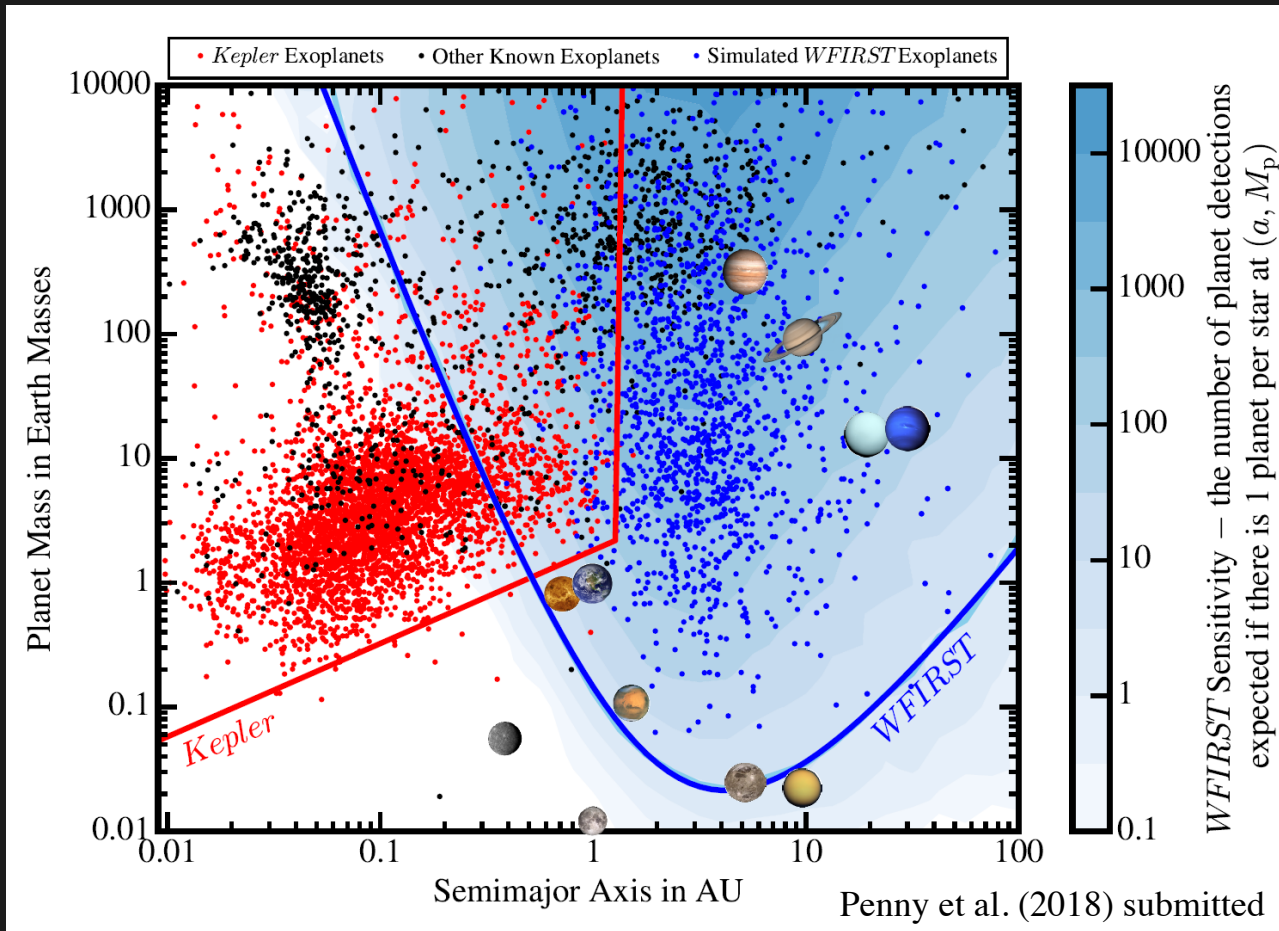 Kepler Exoplanets
Other Known Exoplanets
Simulated WFIRST Exoplanets
10000
1000
100
10
1
0.1
0.01
Planet Mass in Earth Masses
0.01
0.1
1
10
100
Semimajor Axis in AU
Kepler
WFIRST
10000
1000
100
10
1
0.1
WFIRST Sensitivity – the number of planet detections
expected if there is 1 planet per star at (a, Mp)
Penny et al. (2018) submitted